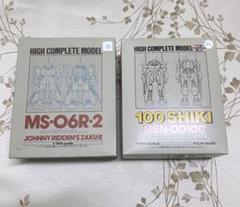 HIGH COMPLETE MODEL
MS-06R-2
JOHNNY RIDDEN'S ZAKU-II
HIGH COMPLETE MODEL
100 SHIKI
MSN-00100